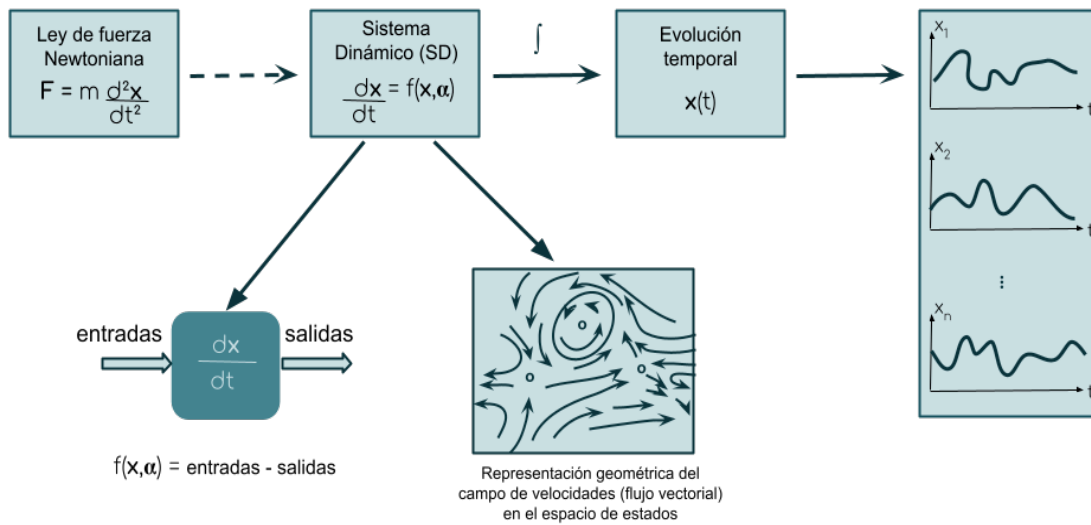 Ley de fuerza
Newtoniana
F = m d²x
dt²
Sistema
Dinámico (SD)
dx = f(x,α)
dt
∫
Evolución
temporal
x(t)
x₁
t
x₂
t
⋮
xₙ
t
entradas
dx
dt
salidas
f(x,α) = entradas - salidas
o
o
o
Representación geométrica del
campo de velocidades (flujo vectorial)
en el espacio de estados